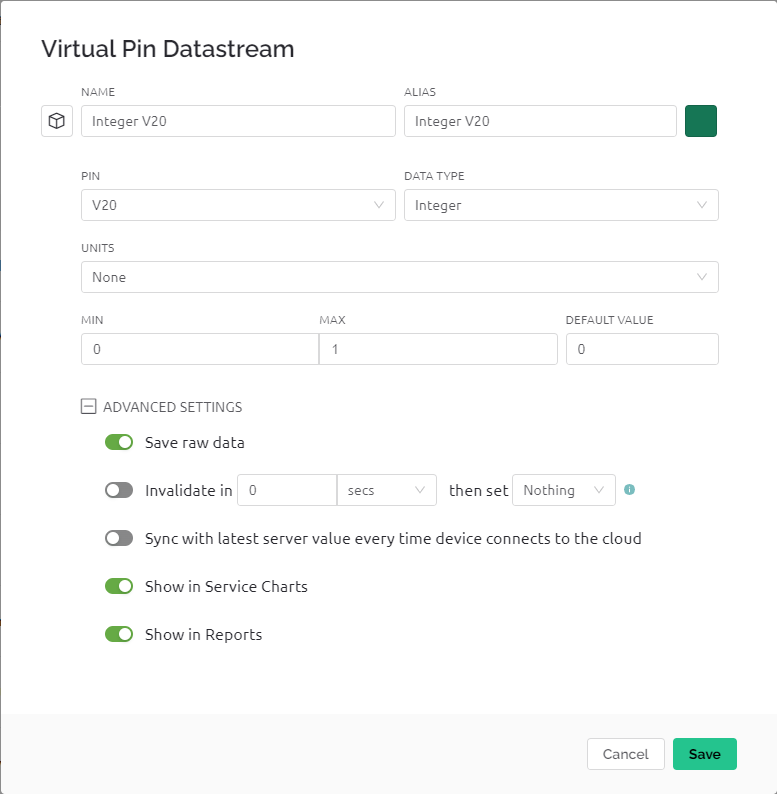 Virtual Pin Datastream
NAME ALIAS
Integer V20 Integer V20
PIN DATA TYPE
V20 Integer
UNITS
None
MIN MAX DEFAULT VALUE
0 1 0
ADVANCED SETTINGS
Save raw data
Invalidate in 0 secs then set Nothing
Sync with latest server value every time device connects to the cloud
Show in Service Charts
Show in Reports
Cancel Save